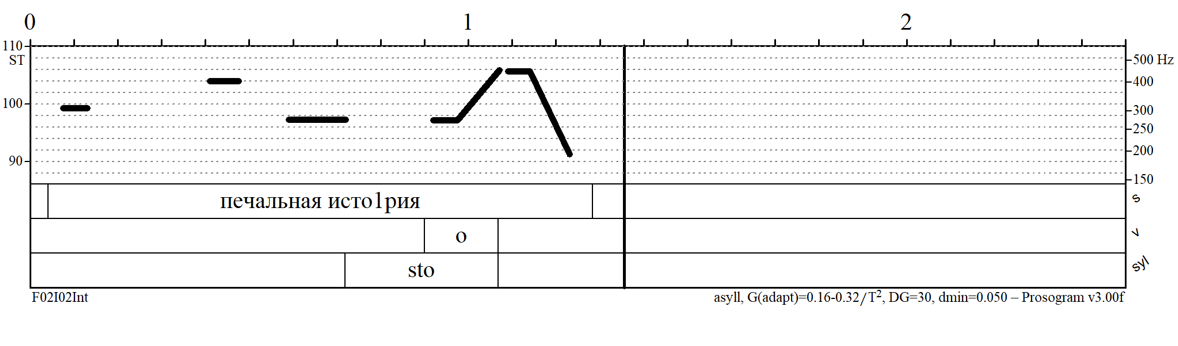 0 1 2
110
ST
100
90
500 Hz
400
300
250
200
150
печальная исто1рия
s
o
v
sto
syl
F02I02Int
asyll, G(adapt)=0.16-0.32/T², DG=30, dmin=0.050 – Prosogram v3.00f